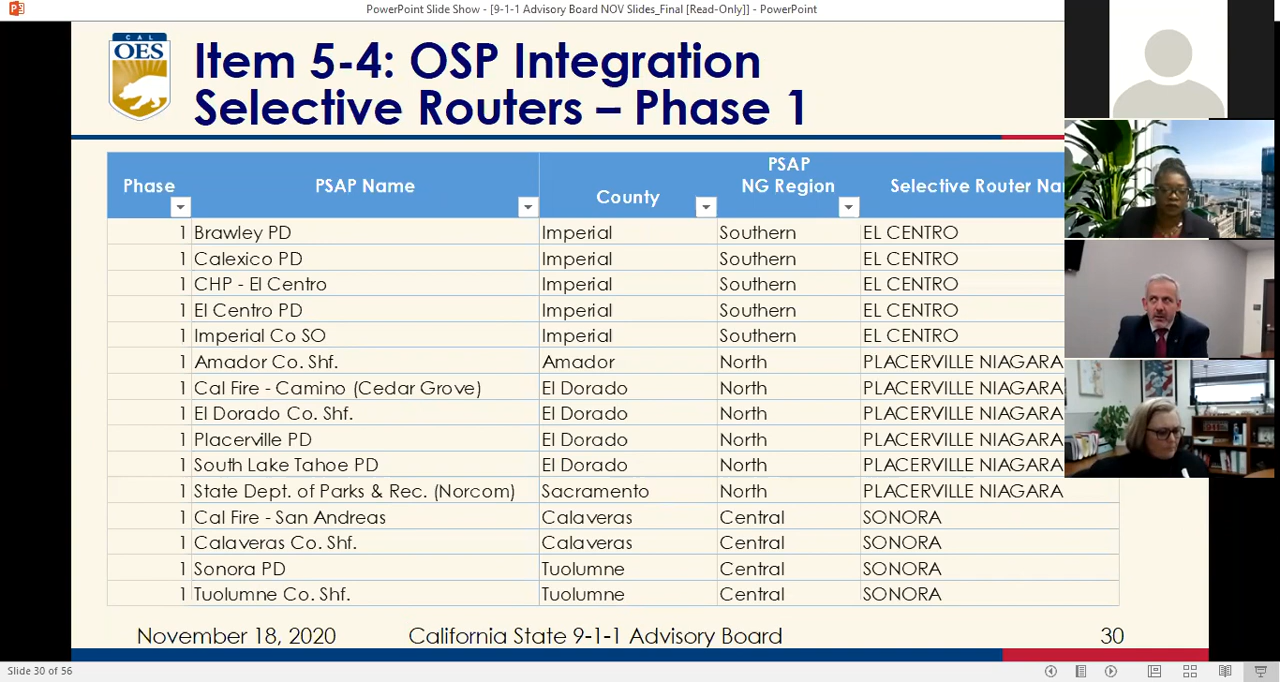 PowerPoint Slide Show - [9-1-1 Advisory Board NOV Slides_Final [Read-Only]] - PowerPoint
CAL
OES
Item 5-4: OSP Integration
Selective Routers – Phase 1
Phase PSAP Name County PSAP NG Region Selective Router
1 Brawley PD Imperial Southern EL CENTRO
1 Calexico PD Imperial Southern EL CENTRO
1 CHP - El Centro Imperial Southern EL CENTRO
1 El Centro PD Imperial Southern EL CENTRO
1 Imperial Co SO Imperial Southern EL CENTRO
1 Amador Co. Shf. Amador North PLACERVILLE NIAGARA
1 Cal Fire - Camino (Cedar Grove) El Dorado North PLACERVILLE NIAGARA
1 El Dorado Co. Shf. El Dorado North PLACERVILLE NIAGARA
1 Placerville PD El Dorado North PLACERVILLE NIAGARA
1 South Lake Tahoe PD El Dorado North PLACERVILLE NIAGARA
1 State Dept. of Parks & Rec. (Norcom) Sacramento North PLACERVILLE NIAGARA
1 Cal Fire - San Andreas Calaveras Central SONORA
1 Calaveras Co. Shf. Calaveras Central SONORA
1 Sonora PD Tuolumne Central SONORA
1 Tuolumne Co. Shf. Tuolumne Central SONORA
November 18, 2020 California State 9-1-1 Advisory Board 30
Slide 30 of 56